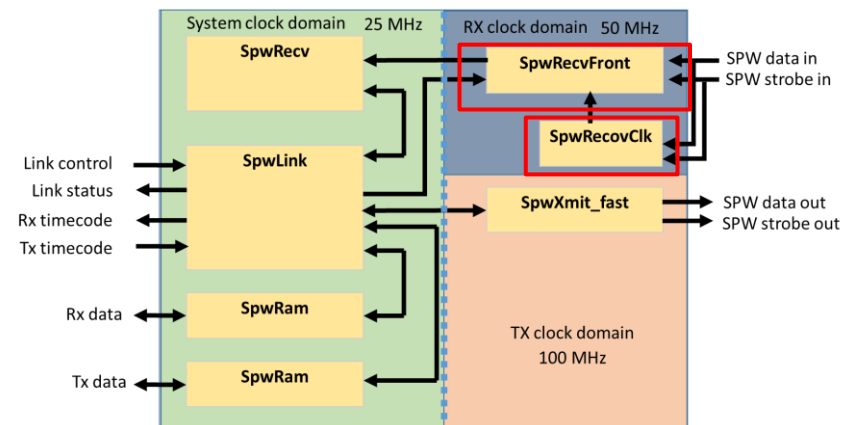 System clock domain 25 MHz
RX clock domain 50 MHz
SpwRecv
SpwRecvFront
SPW data in
SPW strobe in
SpwRecovClk
Link control
Link status
Rx timecode
Tx timecode
SpwLink
SpwXmit_fast
SPW data out
SPW strobe out
Rx data
SpwRam
TX clock domain
100 MHz
Tx data
SpwRam